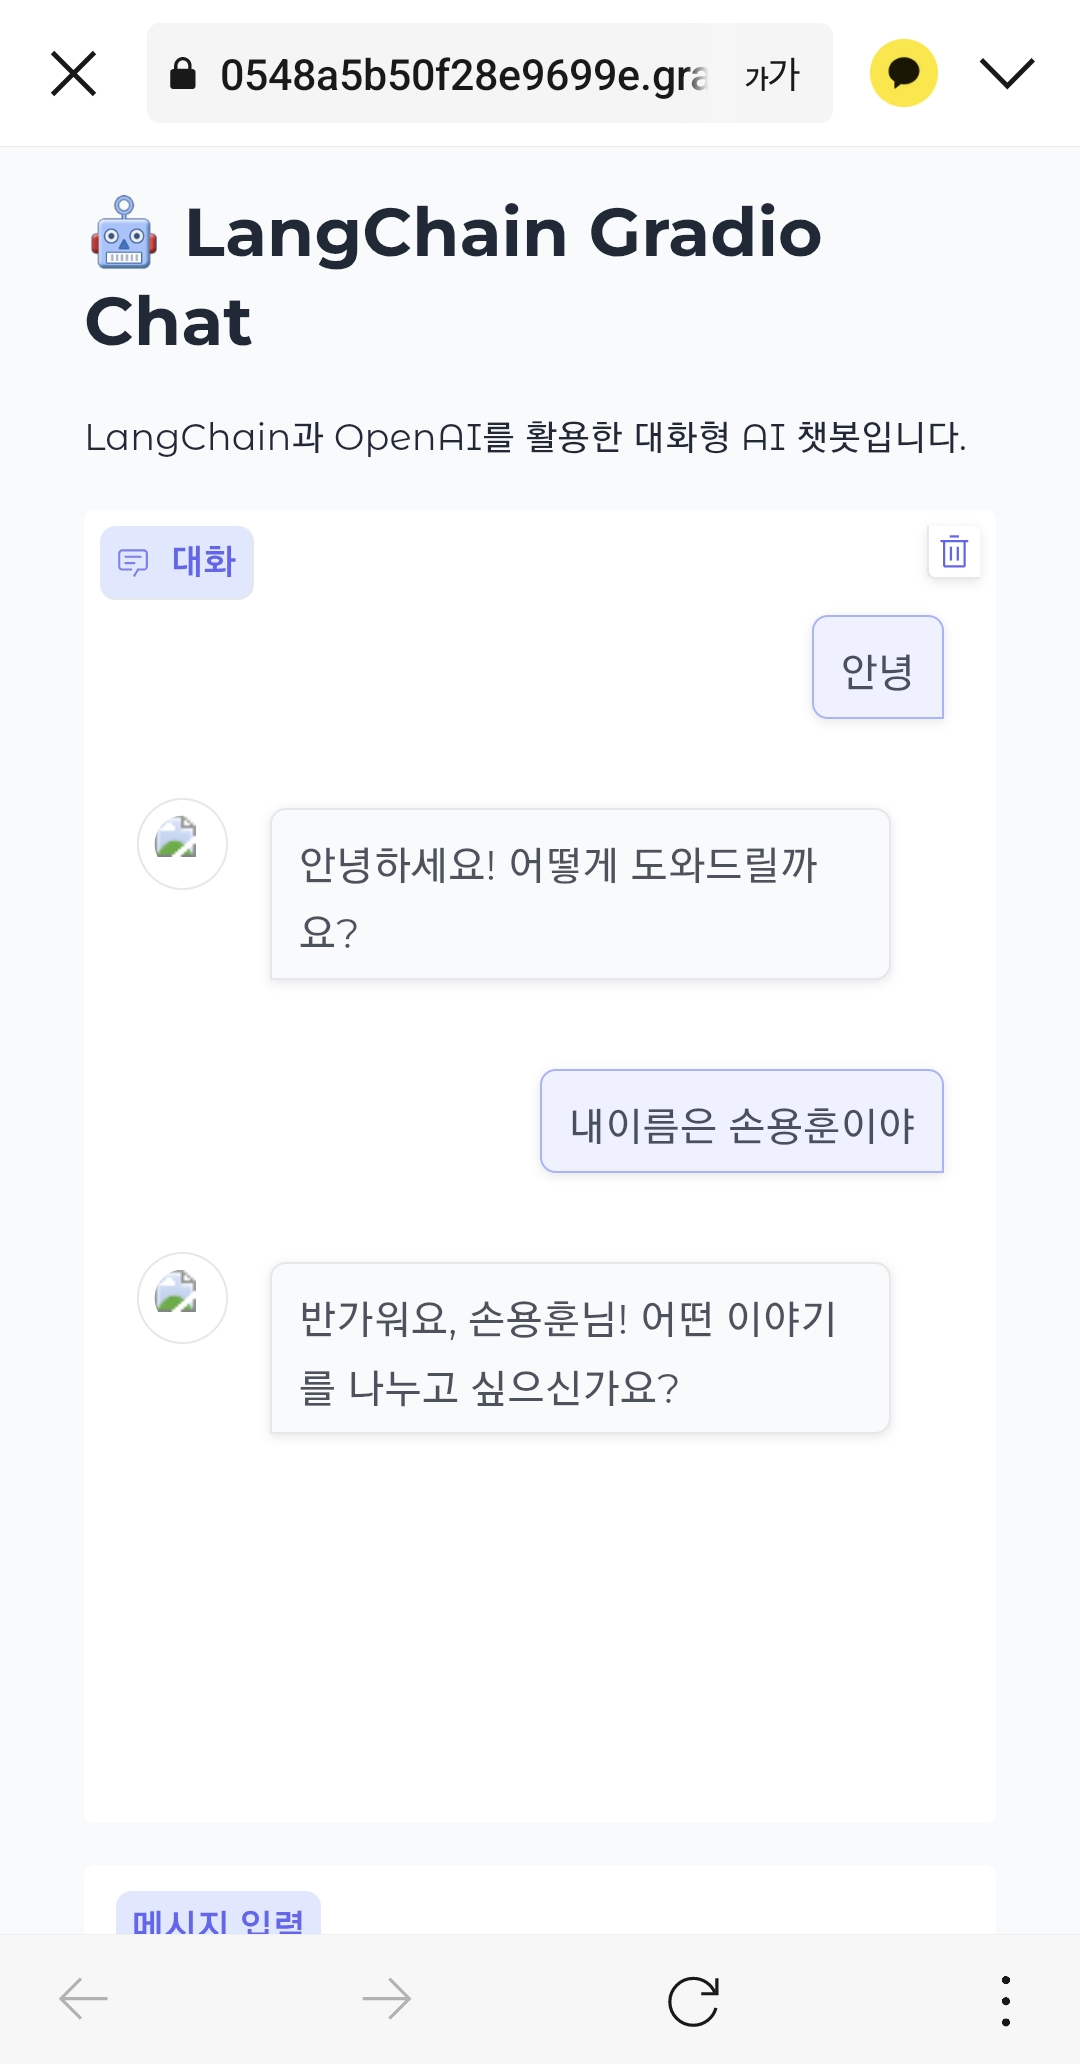 0548a5b50f28e9699e.gra
가가
LangChain Gradio
Chat
LangChain과 OpenAI를 활용한 대화형 AI 챗봇입니다.
대화
안녕
안녕하세요! 어떻게 도와드릴까
요?
내이름은 손용훈이야
반가워요, 손용훈님! 어떤 이야기
를 나누고 싶으신가요?
메시지 입력